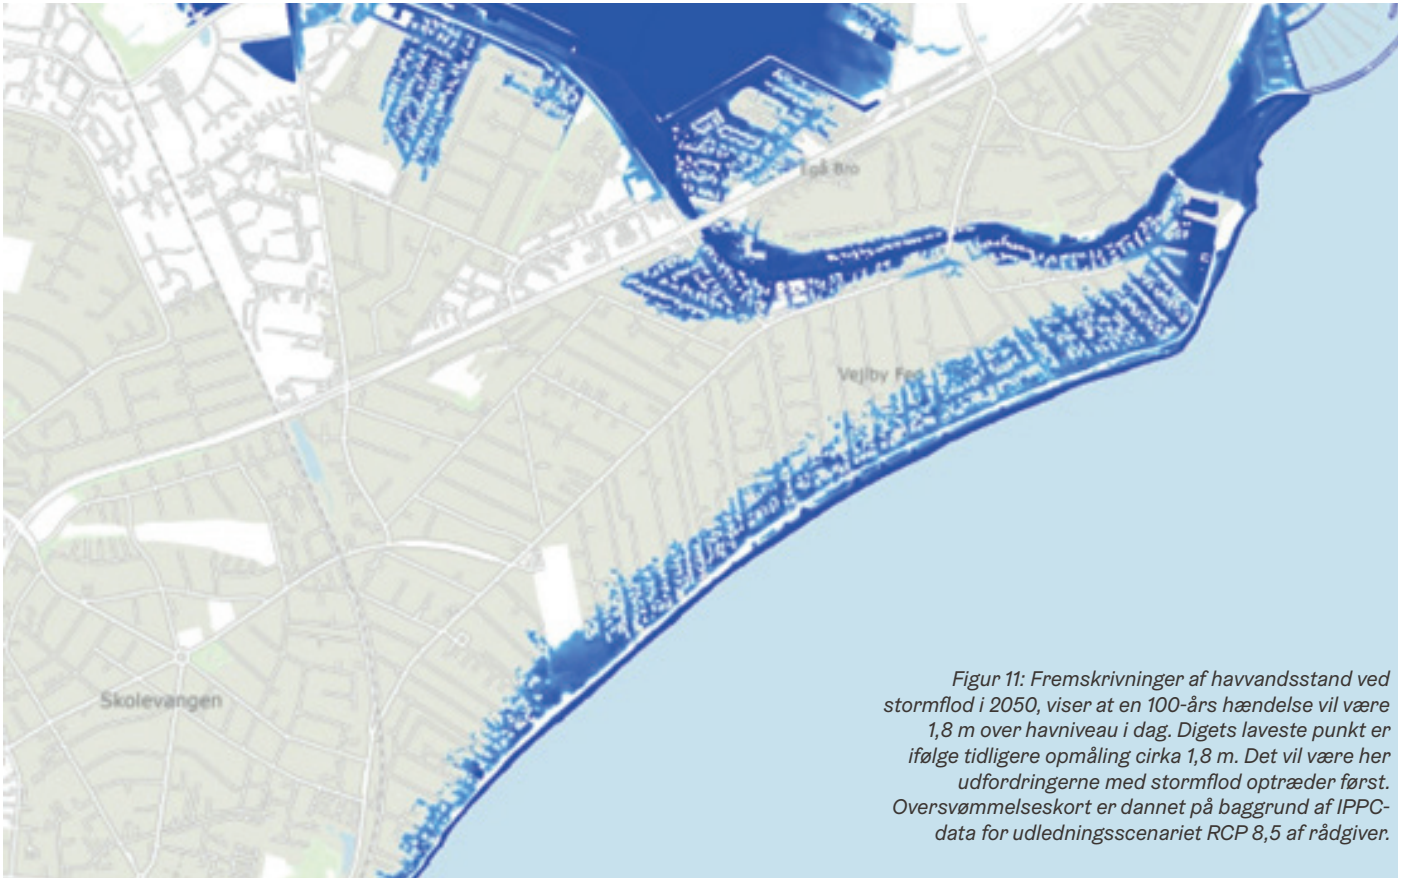 Egå Bro
Vejlby Fed
Skolevangen
Figur 11: Fremskrivninger af havvandsstand ved
stormflod i 2050, viser at en 100-års hændelse vil være
1,8 m over havniveau i dag. Digets laveste punkt er
ifølge tidligere opmåling cirka 1,8 m. Det vil være her
udfordringerne med stormflod optræder først.
Oversvømmelseskort er dannet på baggrund af IPPC-
data for udledningsscenariet RCP 8,5 af rådgiver.